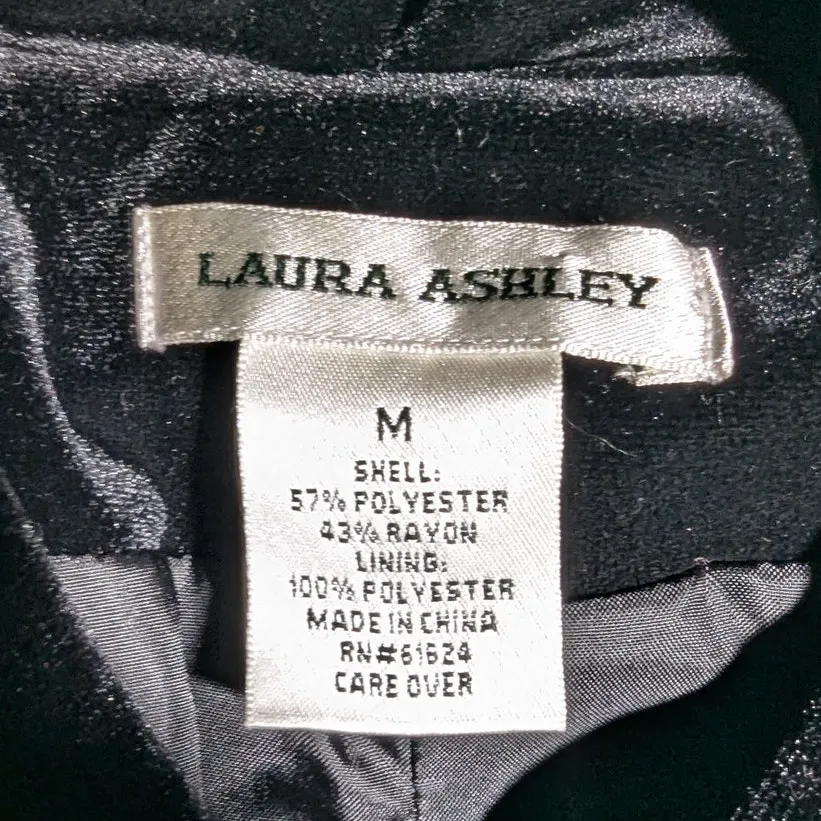 LAURA ASHLEY
M
SHELL:
57% POLYESTER
43% RAYON
LINING:
100% POLYESTER
MADE IN CHINA
RN#61624
CARE OVER